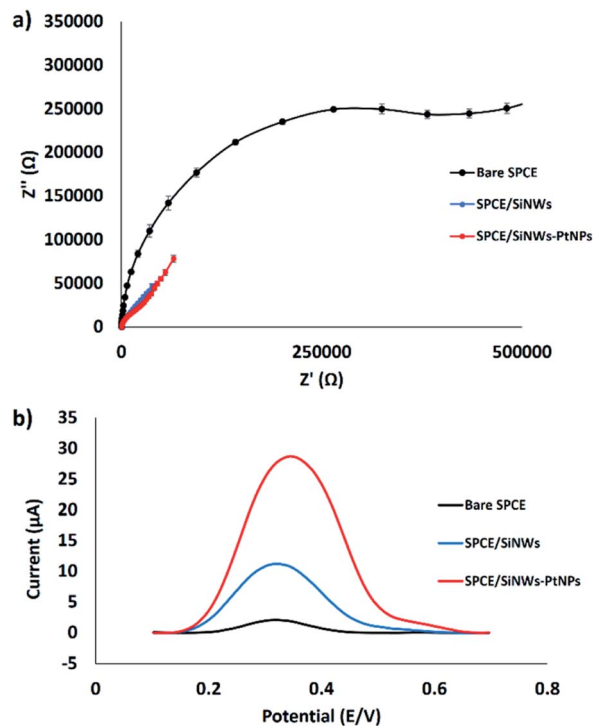 a)
350000
300000
250000
200000
150000
100000
50000
0
Z'' (Ω)
0
250000
500000
Z' (Ω)
Bare SPCE
SPCE/SiNWs
SPCE/SiNWs-PtNPs
b)
35
30
25
20
15
10
5
0
-5
Current (μA)
0
0.2
0.4
0.6
0.8
Potential (E/V)
Bare SPCE
SPCE/SiNWs
SPCE/SiNWs-PtNPs